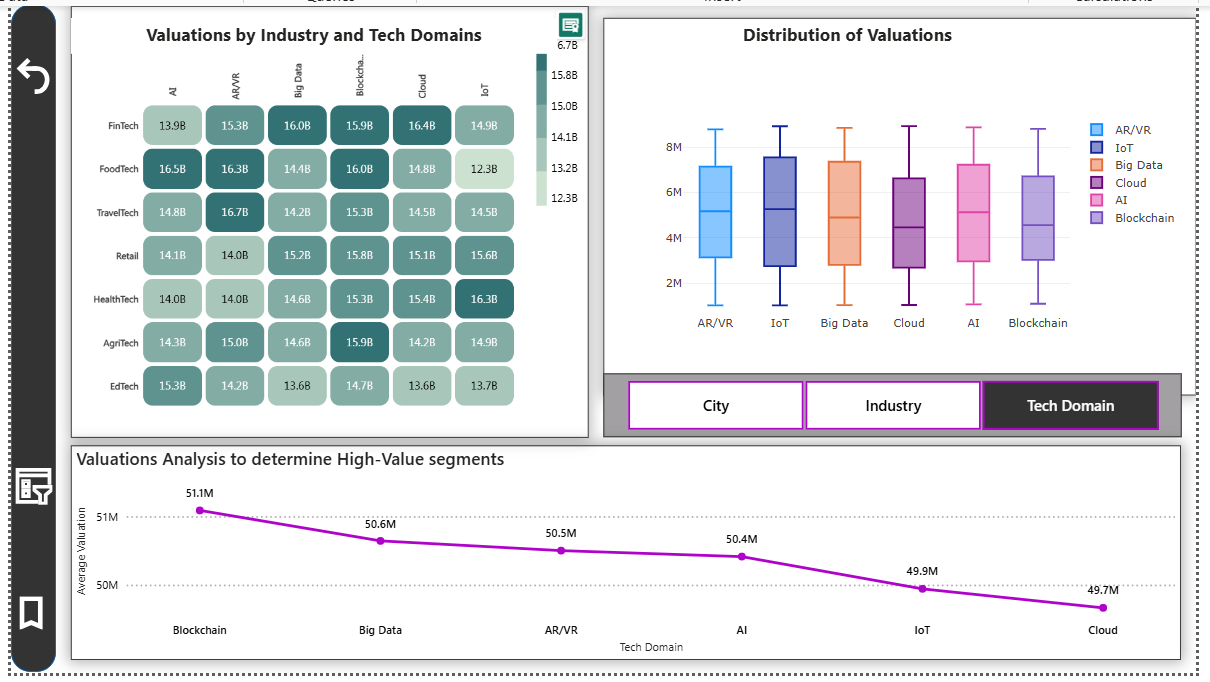 Valuations by Industry and Tech Domains
AI AR/VR Big Data Blockcha... Cloud IoT
FinTech 13.9B 15.3B 16.0B 15.9B 16.4B 14.9B
FoodTech 16.5B 16.3B 14.4B 16.0B 14.8B 12.3B
TravelTech 14.8B 16.7B 14.2B 15.3B 14.5B 14.5B
Retail 14.1B 14.0B 15.2B 15.8B 15.1B 15.6B
HealthTech 14.0B 14.0B 14.6B 15.3B 15.4B 16.3B
AgriTech 14.3B 15.0B 14.6B 15.9B 14.2B 14.9B
EdTech 15.3B 14.2B 13.6B 14.7B 13.6B 13.7B
6.7B
15.8B
15.0B
14.1B
13.2B
12.3B
Distribution of Valuations
8M
6M
4M
2M
AR/VR IoT Big Data Cloud AI Blockchain
AR/VR
IoT
Big Data
Cloud
AI
Blockchain
City Industry Tech Domain
Valuations Analysis to determine High-Value segments
Average Valuation
51M
50M
51.1M 50.6M 50.5M 50.4M 49.9M 49.7M
Blockchain Big Data AR/VR AI IoT Cloud
Tech Domain